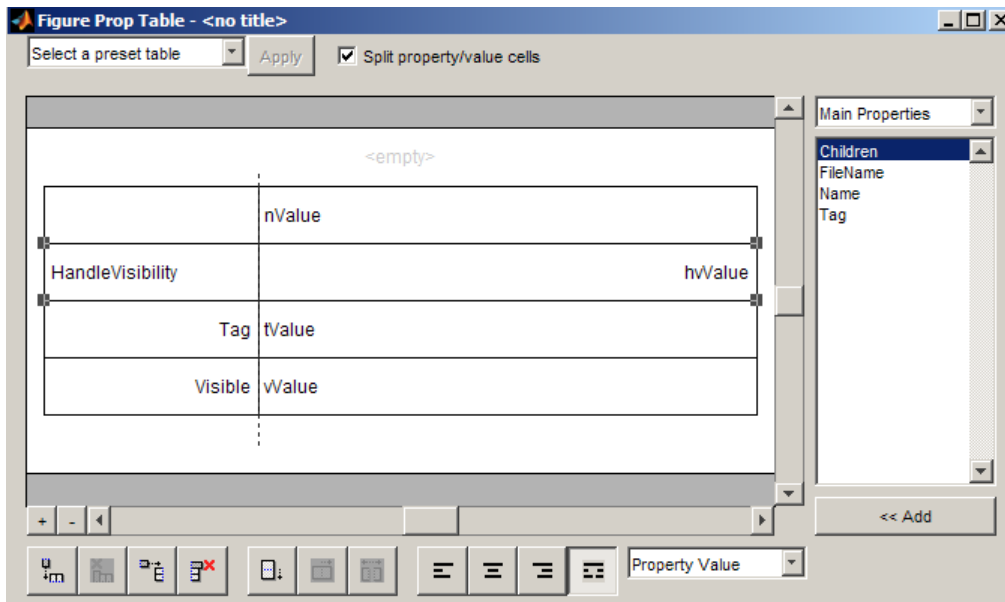 Figure Prop Table - <no title>
Select a preset table
Apply
Split property/value cells
Main Properties
<empty>
Children
FileName
Name
Tag
nValue
HandleVisibility hvValue
Tag tValue
Visible vValue
<< Add
+ -
Property Value